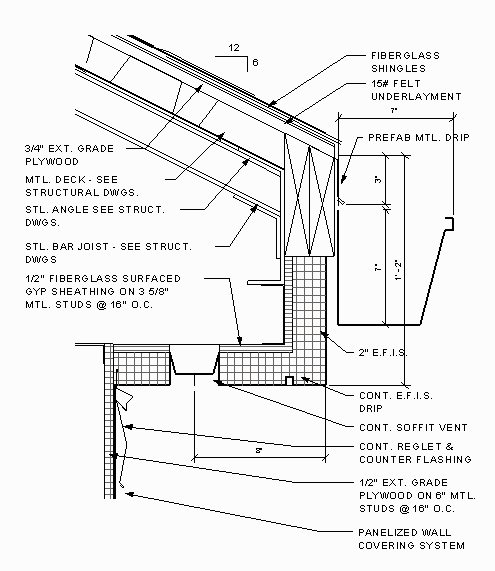 12
6
FIBERGLASS
SHINGLES
15# FELT
UNDERLAYMENT
7"
PREFAB MTL. DRIP
3"
7"
1'-2"
3/4" EXT. GRADE
PLYWOOD
MTL. DECK - SEE
STRUCTURAL DWGS.
STL. ANGLE SEE STRUCT.
DWGS.
STL. BAR JOIST - SEE STRUCT.
DWGS
1/2" FIBERGLASS SURFACED
GYP SHEATHING ON 3 5/8"
MTL. STUDS @ 16" O.C.
2" E.F.I.S.
CONT. E.F.I.S.
DRIP
CONT. SOFFIT VENT
CONT. REGLET &
COUNTER FLASHING
1/2" EXT. GRADE
PLYWOOD ON 6" MTL.
STUDS @ 16" O.C.
PANELIZED WALL
COVERING SYSTEM